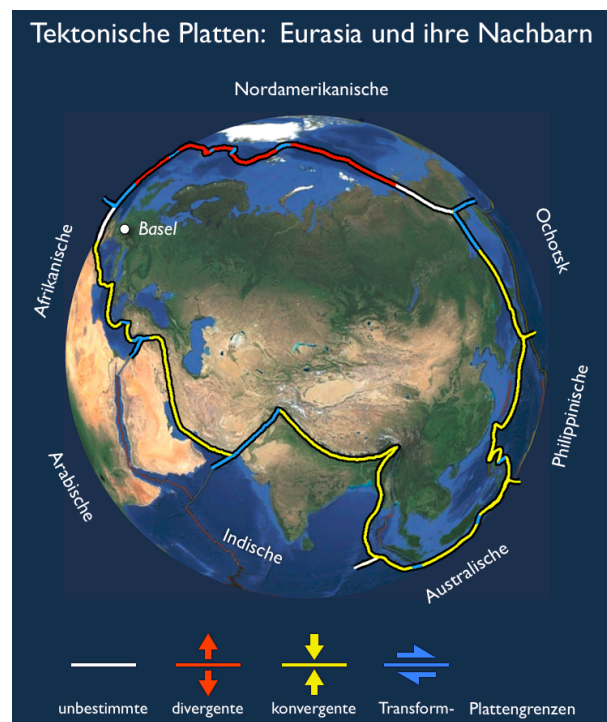 Tektonische Platten: Eurasia und ihre Nachbarn
Nordamerikanische
Afrikanische
Basel
Ochotsk
Philippinische
Arabische
Indische
Australische
unbestimmte divergente konvergente Transform- Plattengrenzen